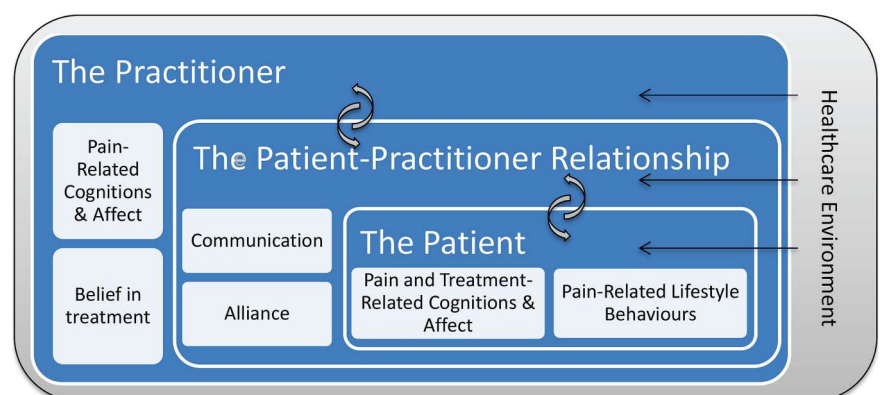 The Practitioner
Pain-
Related
Cognitions
& Affect
Belief in
treatment
The Patient-Practitioner Relationship
Communication
Alliance
The Patient
Pain and Treatment-
Related Cognitions &
Affect
Pain-Related Lifestyle
Behaviours
Healthcare Environment